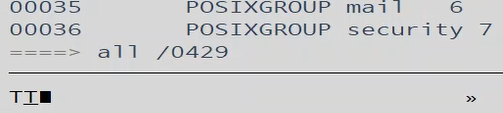 00035 POSIXGROUP mail 6
00036 POSIXGROUP security 7
====> all /0429
TI »